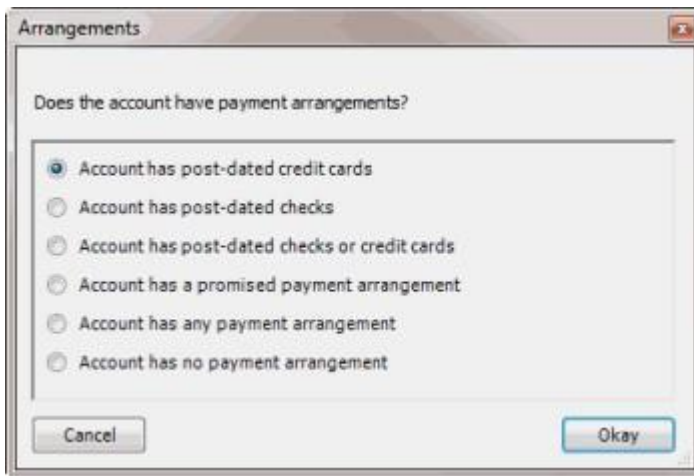 Arrangements
Does the account have payment arrangements?
Account has post-dated credit cards
Account has post-dated checks
Account has post-dated checks or credit cards
Account has a promised payment arrangement
Account has any payment arrangement
Account has no payment arrangement
Cancel Okay